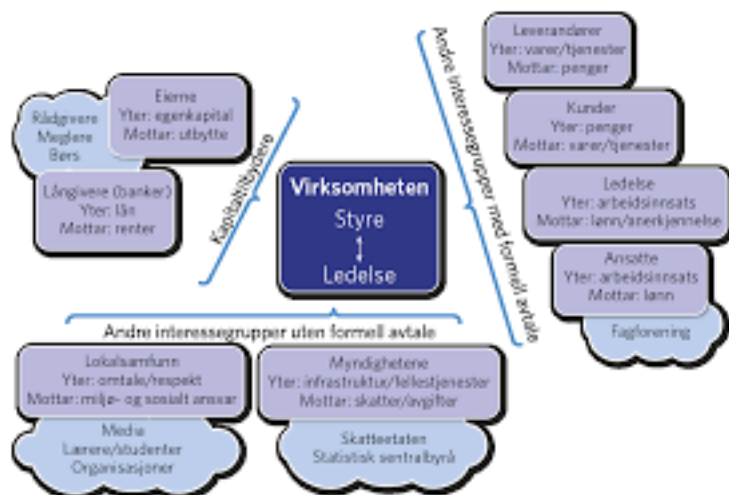 Rådgivere
Meglere
Børs
Eierne
Yter: egenkapital
Mottar: utbytte
Långivere (banker)
Yter: lån
Mottar: renter
Kapitaltilbydere
Virksomheten
Styre
Ledelse
Andre interessegrupper med formell avtale
Leverandører
Yter: varer/tjenester
Mottar: penger
Kunder
Yter: penger
Mottar: varer/tjenester
Ledelse
Yter: arbeidsinnsats
Mottar: lønn/anerkjennelse
Ansatte
Yter: arbeidsinnsats
Mottar: lønn
Fagforening
Andre interessegrupper uten formell avtale
Lokalsamfunn
Yter: omtale/respekt
Mottar: miljø- og sosialt ansvar
Media
Lærere/studenter
Organisasjoner
Myndighetene
Yter: infrastruktur/fellestjenester
Mottar: skatter/avgifter
Skatteetaten
Statistisk sentralbyrå